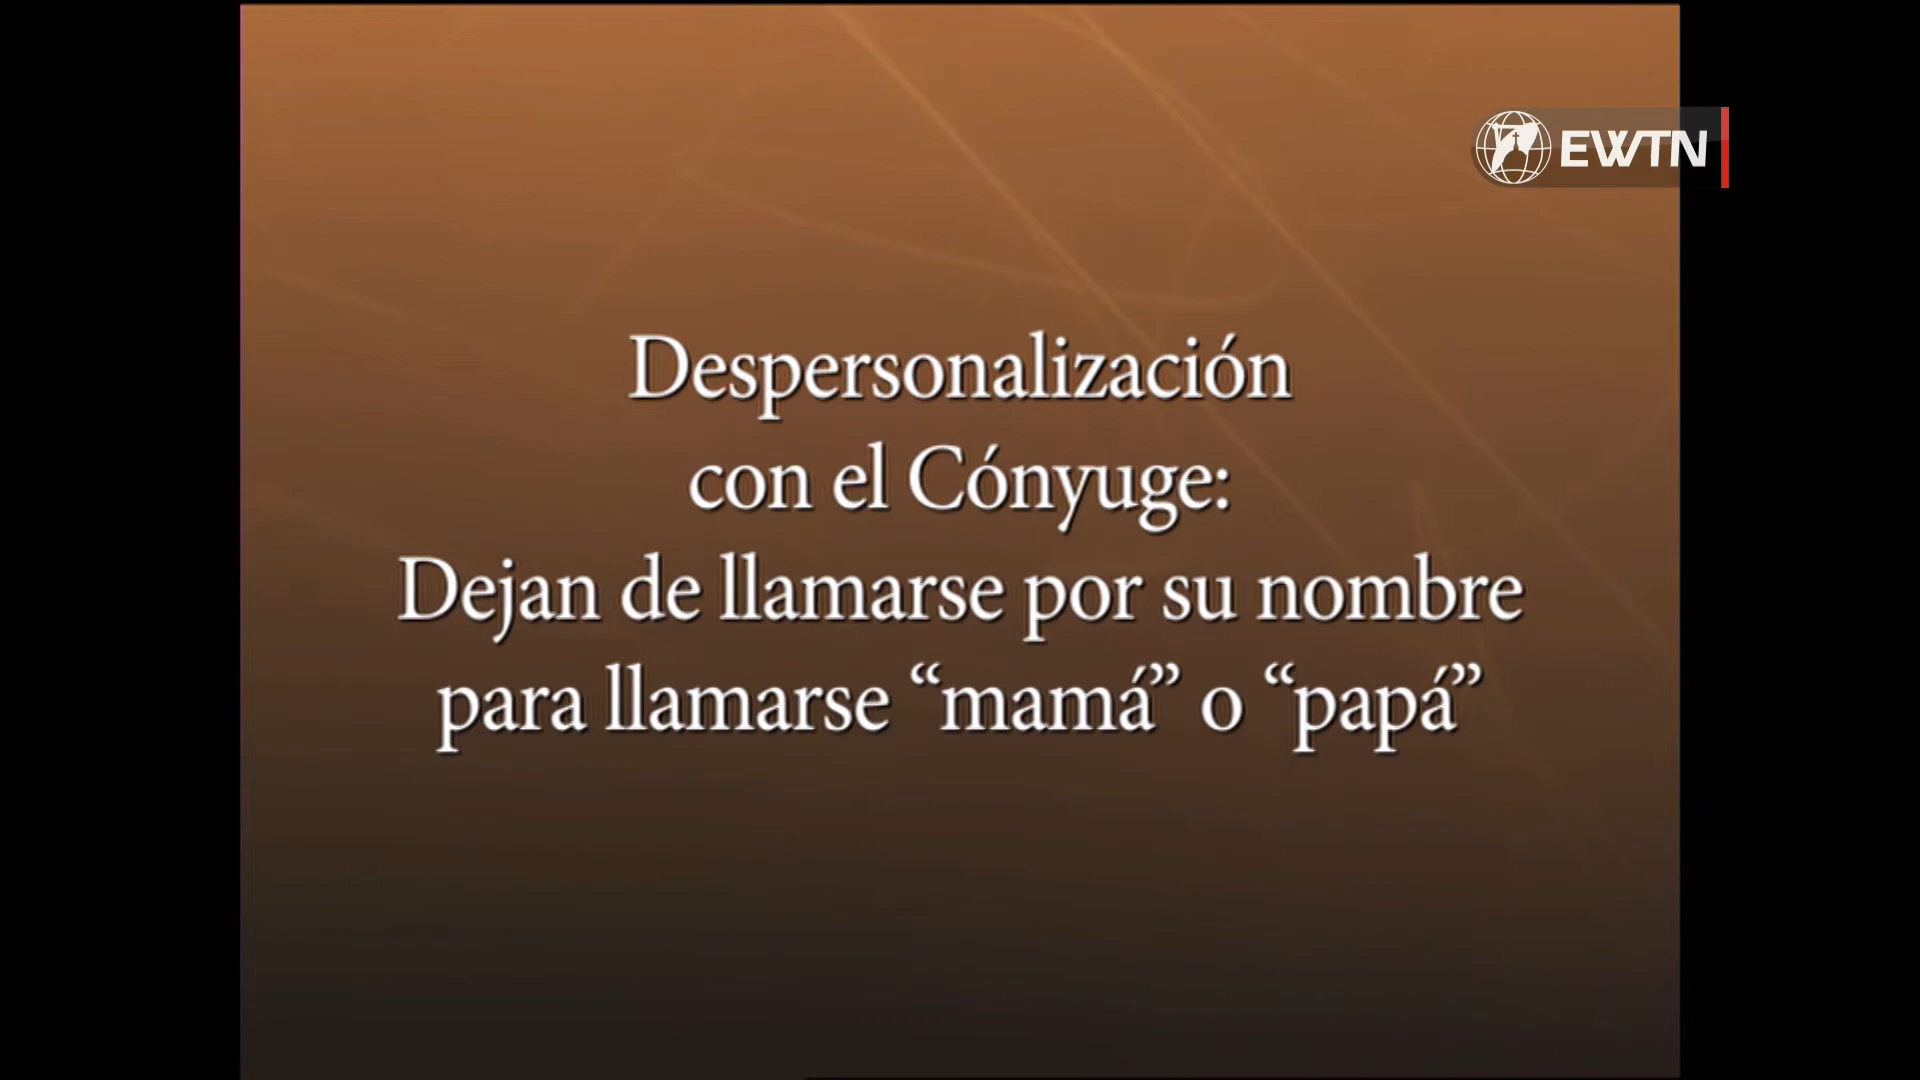 EWTN
Despersonalización
con el Cónyuge:
Dejan de llamarse por su nombre
para llamarse “mamá” o “papá”